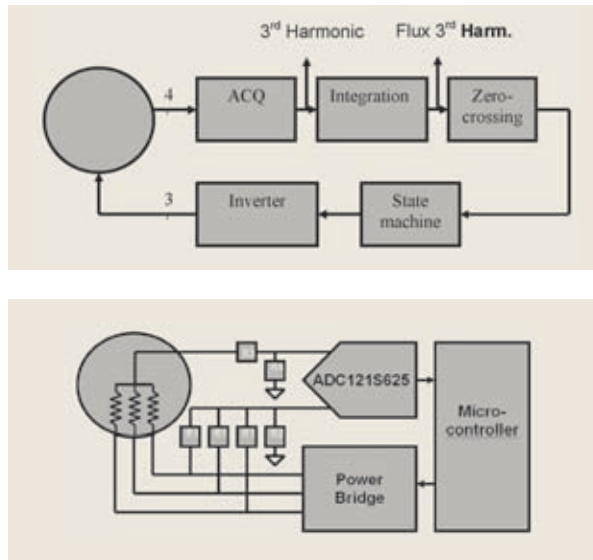 3rd Harmonic
Flux 3rd Harm.
4
ACQ
Integration
Zero-
crossing
3
Inverter
State
machine
ADC121S625
Micro-
controller
Power
Bridge